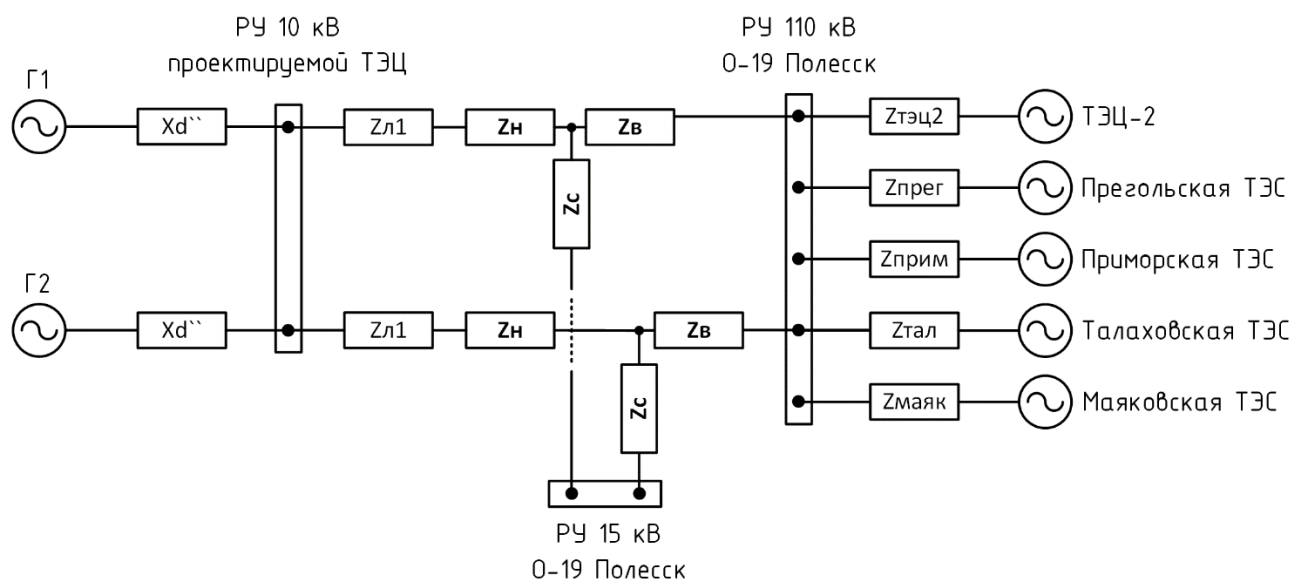 РУ 10 кВ
проектируемой ТЭЦ
РУ 110 кВ
О-19 Полесск
Г1
Xd``
Zл1
Zн
Zв
Zтэц2
ТЭЦ-2
Zс
Zпрег
Прегольская ТЭС
Zприм
Приморская ТЭС
Г2
Xd``
Zл1
Zн
Zв
Zтал
Талаховская ТЭС
Zс
Zмаяк
Маяковская ТЭС
РУ 15 кВ
О-19 Полесск